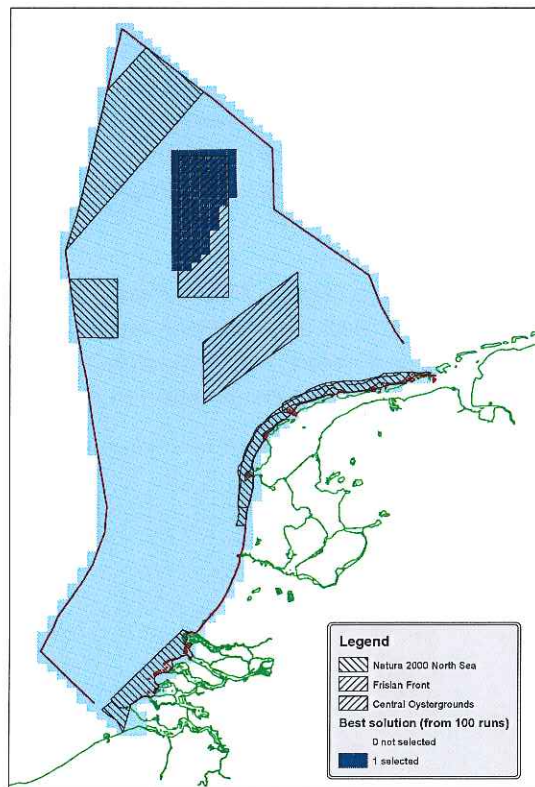 Legend
Natura 2000 North Sea
Frisian Front
Central Oystergrounds
Best solution (from 100 runs)
0 not selected
1 selected